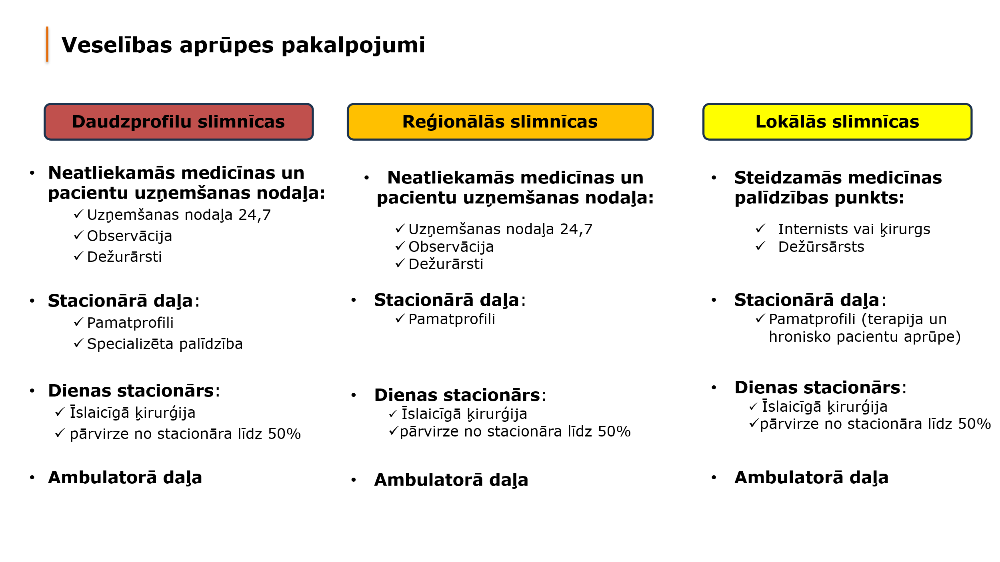 Veselības aprūpes pakalpojumi
Daudzprofilu slimnīcas
• Neatliekamās medicīnas un
pacientu uzņemšanas nodaļa:
✓ Uzņemšanas nodaļa 24,7
✓ Observācija
✓ Dežurārsti
• Stacionārā daļa:
✓ Pamatprofili
✓ Specializēta palīdzība
• Dienas stacionārs:
✓ Īslaicīgā ķirurģija
✓ pārvirze no stacionāra līdz 50%
• Ambulatorā daļa
Reģionālās slimnīcas
• Neatliekamās medicīnas un
pacientu uzņemšanas nodaļa:
✓ Uzņemšanas nodaļa 24,7
✓ Observācija
✓ Dežurārsti
• Stacionārā daļa:
✓ Pamatprofili
• Dienas stacionārs:
✓ Īslaicīgā ķirurģija
✓pārvirze no stacionāra līdz 50%
• Ambulatorā daļa
Lokālās slimnīcas
• Steidzamās medicīnas
palīdzības punkts:
✓ Internists vai ķirurgs
✓ Dežūrsārsts
• Stacionārā daļa:
✓ Pamatprofili (terapija un
hronisko pacientu aprūpe)
• Dienas stacionārs:
✓ Īslaicīgā ķirurģija
✓pārvirze no stacionāra līdz 50%
• Ambulatorā daļa